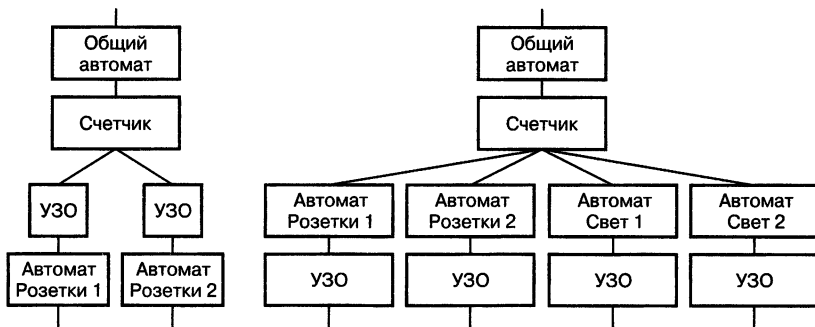 Общий
автомат
Счетчик
УЗО
УЗО
Автомат
Розетки 1
Автомат
Розетки 2
Общий
автомат
Счетчик
Автомат
Розетки 1
Автомат
Розетки 2
Автомат
Свет 1
Автомат
Свет 2
УЗО
УЗО
УЗО
УЗО